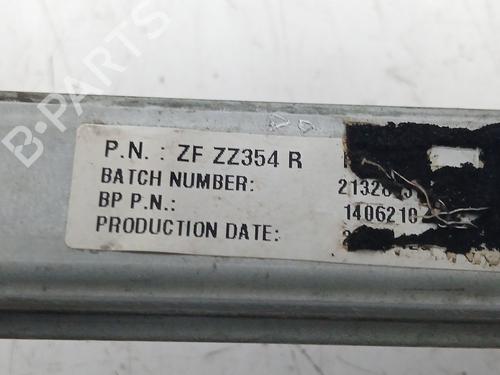 B-Parts
P.N. : ZF ZZ354 R
BATCH NUMBER:
BP P.N.: 1406210
PRODUCTION DATE: